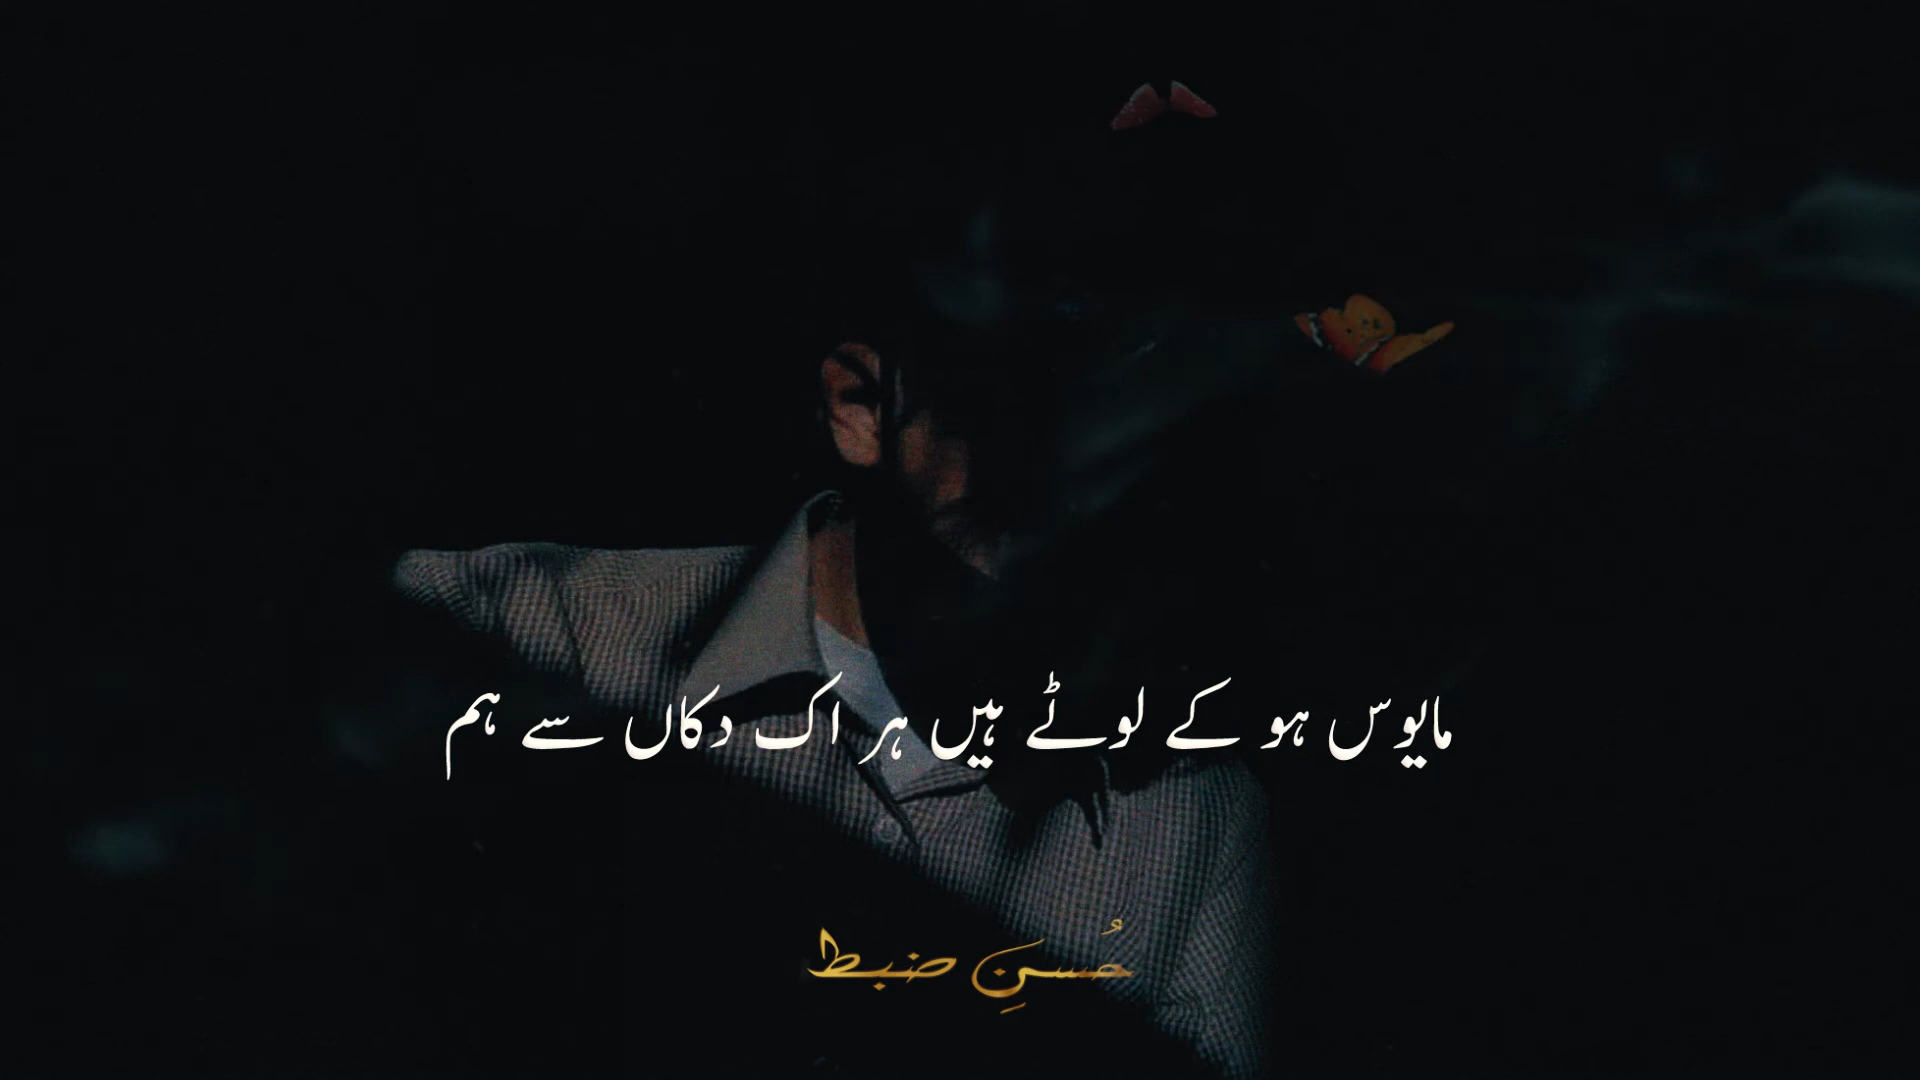 مایوس ہو کے لوٹے ہیں ہر اک دکاں سے ہم
حُسنِ ضبط